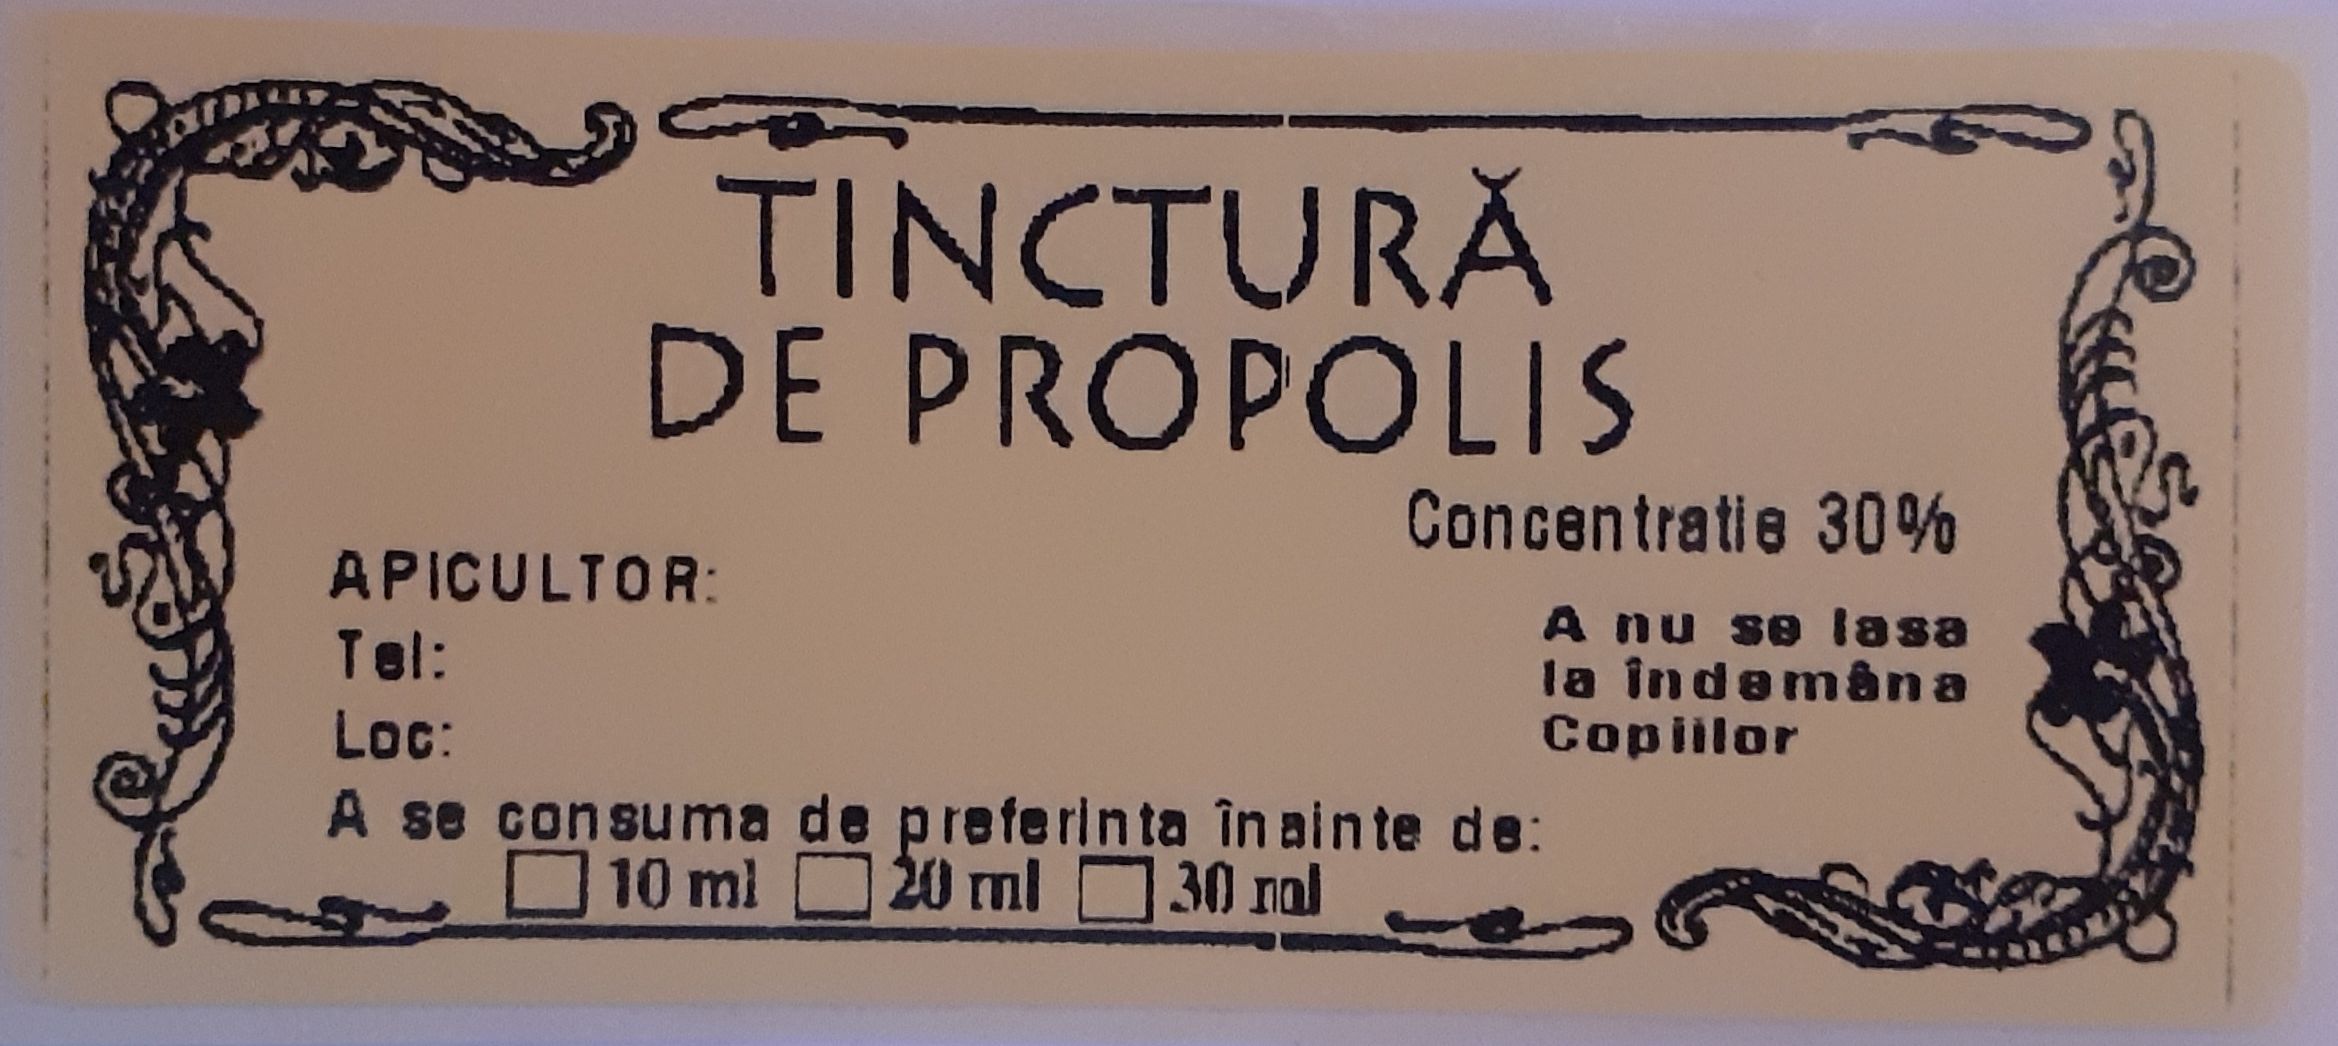 TINCTURĂ
DE PROPOLIS
Concentratie 30%
APICULTOR:
Tel:
Loc:
A nu se lasa
la îndemâna
Copiilor
A se consuma de preferinta înainte de:
10 ml 20 ml 30 ml